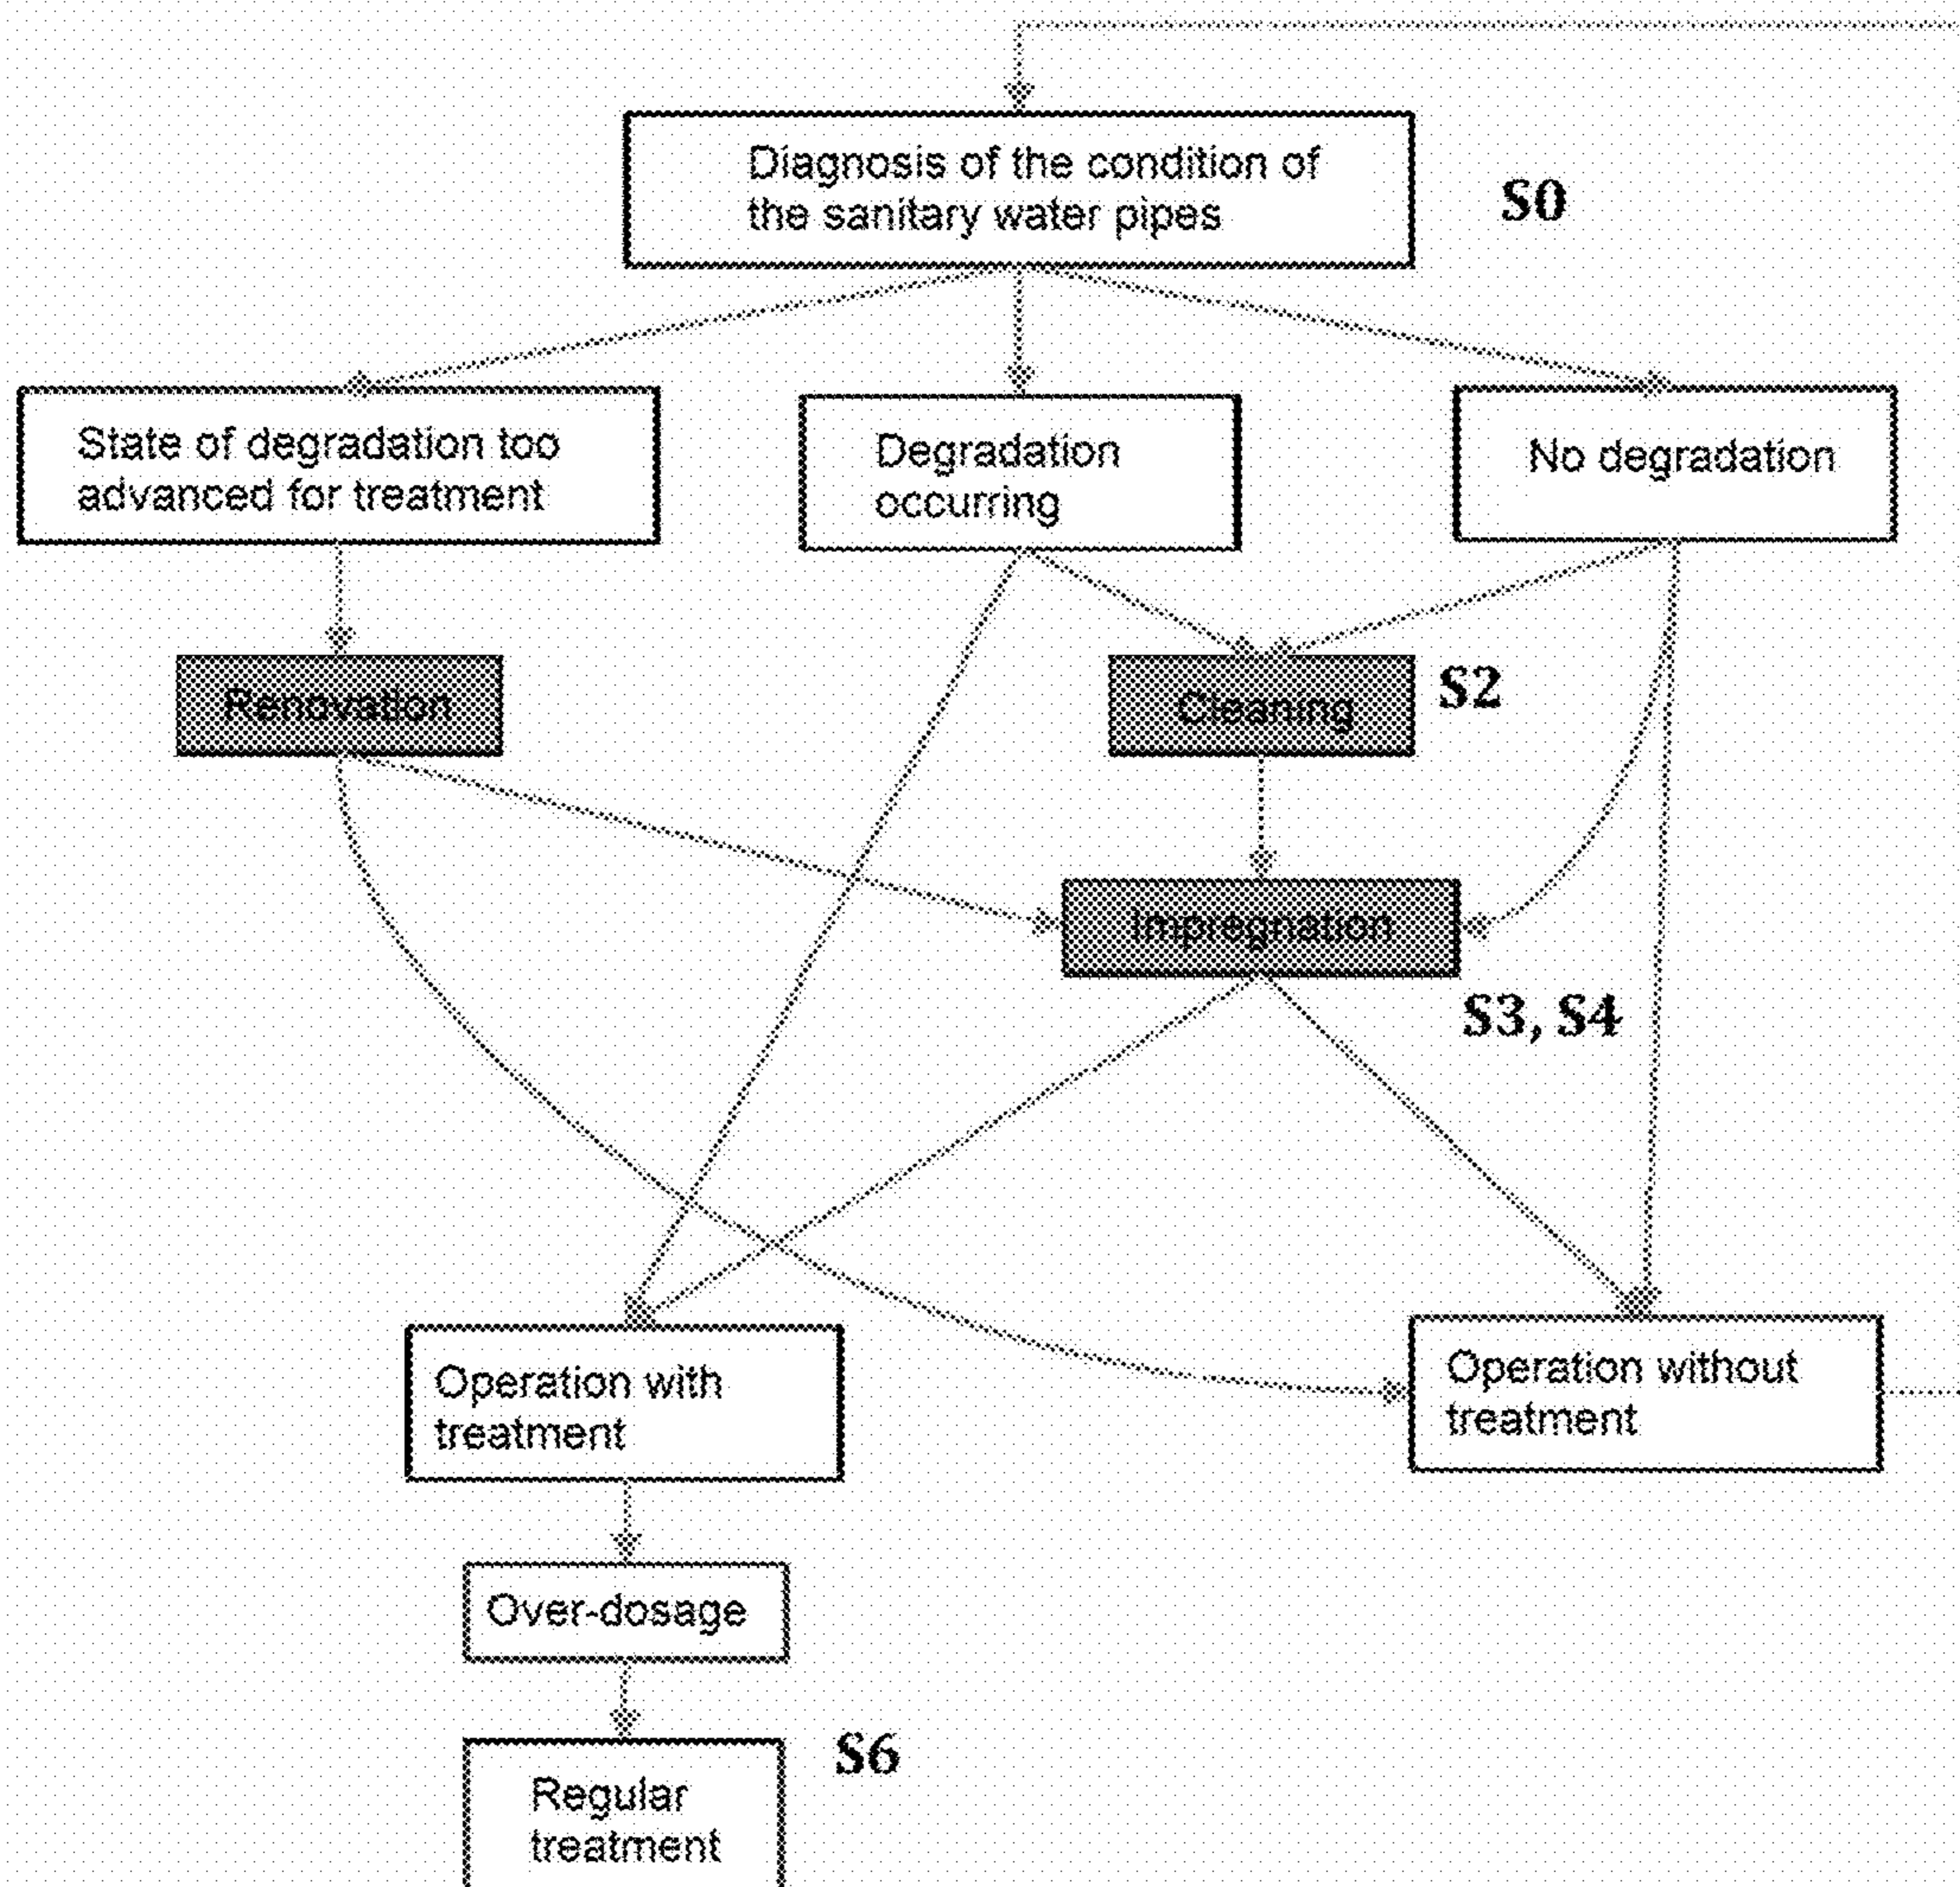 Diagnosis of the condition of
the sanitary water pipes
S0
State of degradation too
advanced for treatment
Degradation
occurring
No degradation
Renovation
Cleaning
S2
Impregnation
S3, S4
Operation with
treatment
Operation without
treatment
Over-dosage
S6
Regular
treatment